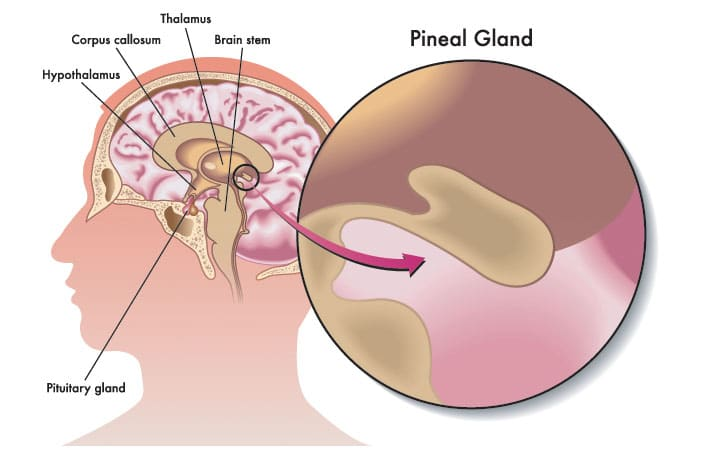 Thalamus
Corpus callosum
Brain stem
Pineal Gland
Hypothalamus
Pituitary gland